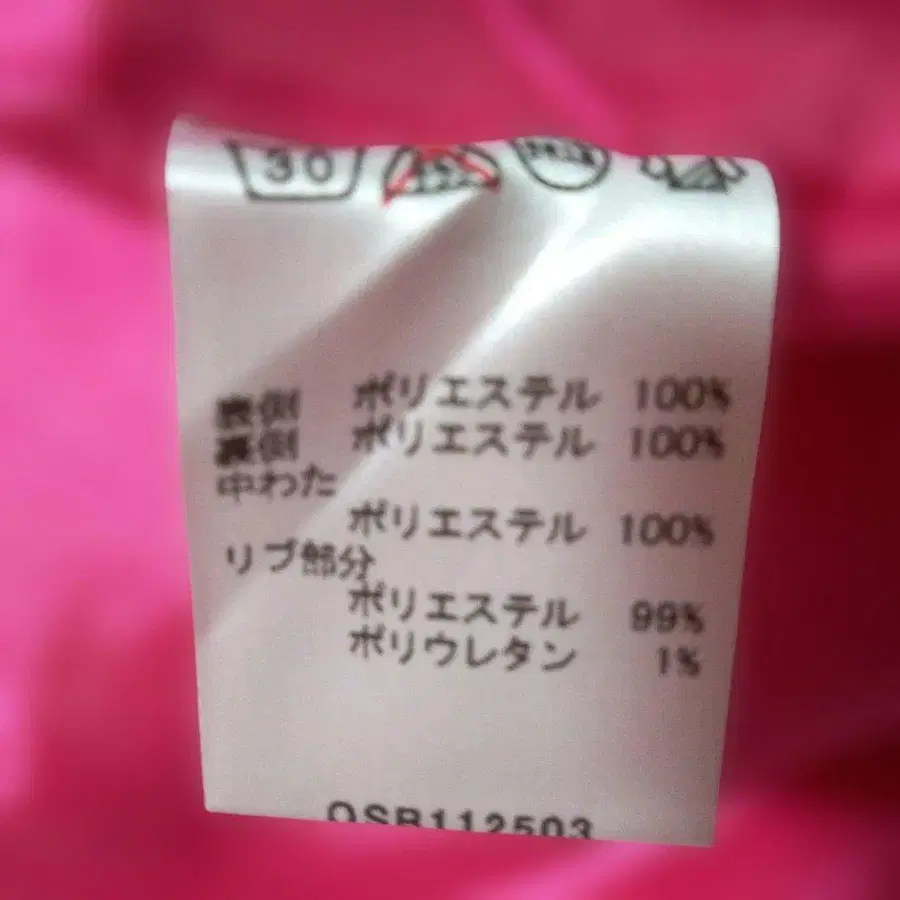 30
表側 ポリエステル 100%
裏側 ポリエステル 100%
中わた
ポリエステル 100%
リブ部分
ポリエステル 99%
ポリウレタン 1%
OSB112503